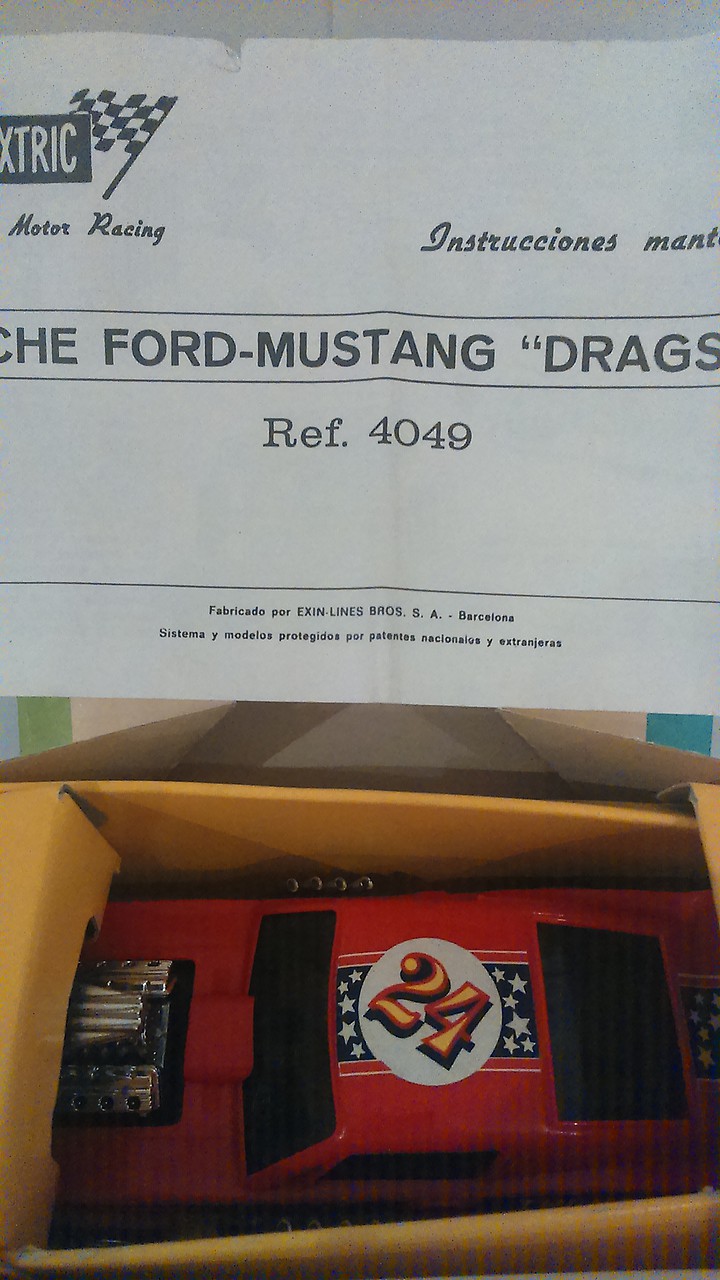 XTRIC
Motor Racing
Instrucciones mant
CHE FORD-MUSTANG “DRAGS
Ref. 4049
Fabricado por EXIN-LINES BROS. S. A. - Barcelona
Sistema y modelos protegidos por patentes nacionales y extranjeras
24